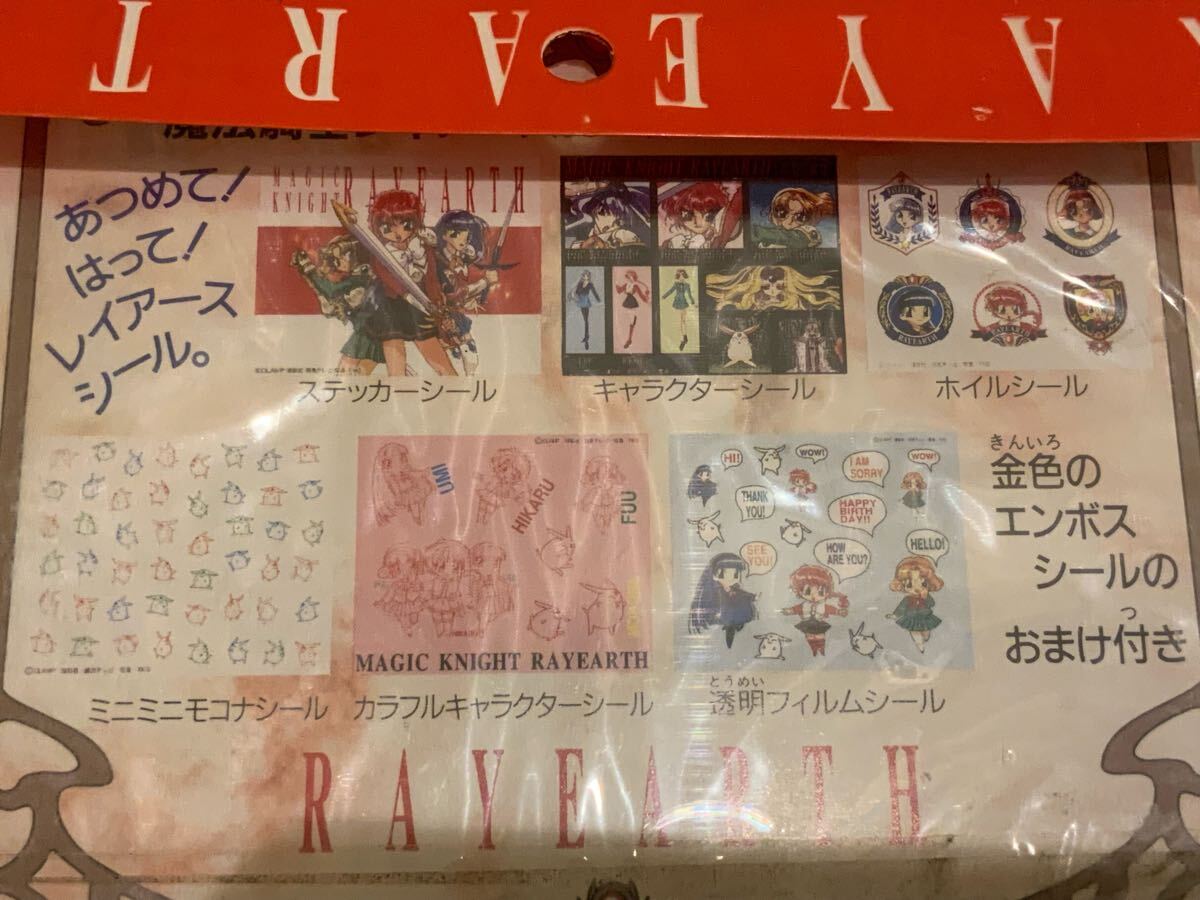 AYEART
あつめて!
はって!
レイアース
シール。
MAGIC
KNIGHT RAYEARTH
ステッカーシール
キャラクターシール
RAYEARTH
RAYEARTH
RAYEARTH
RAYEARTH
ホイルシール
ミニミニモコナシール
UMI
HIKARU
FUU
MAGIC KNIGHT RAYEARTH
カラフルキャラクターシール
HI!
WOW!
I AM
SORRY
WOW!
THANK
YOU!
HAPPY
BIRTH
DAY!!
SEE
YOU!
HOW
ARE YOU?
HELLO!
とうめい
透明フィルムシール
きんいろ
金色の
エンボス
シールの
つ
おまけ付き
RAYEARTH